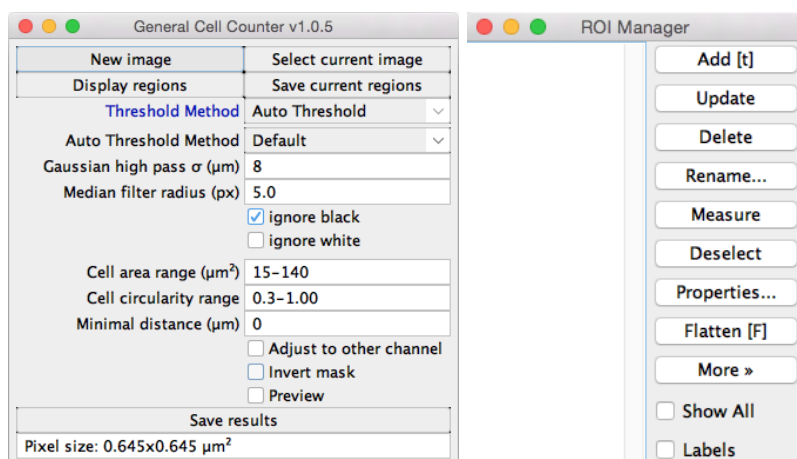 General Cell Counter v1.0.5
New image
Select current image
Display regions
Save current regions
Threshold Method Auto Threshold
Auto Threshold Method Default
Gaussian high pass σ (µm) 8
Median filter radius (px) 5.0
ignore black
ignore white
Cell area range (µm²) 15-140
Cell circularity range 0.3-1.00
Minimal distance (µm) 0
Adjust to other channel
Invert mask
Preview
Save results
Pixel size: 0.645x0.645 µm²
ROI Manager
Add [t]
Update
Delete
Rename...
Measure
Deselect
Properties...
Flatten [F]
More »
Show All
Labels